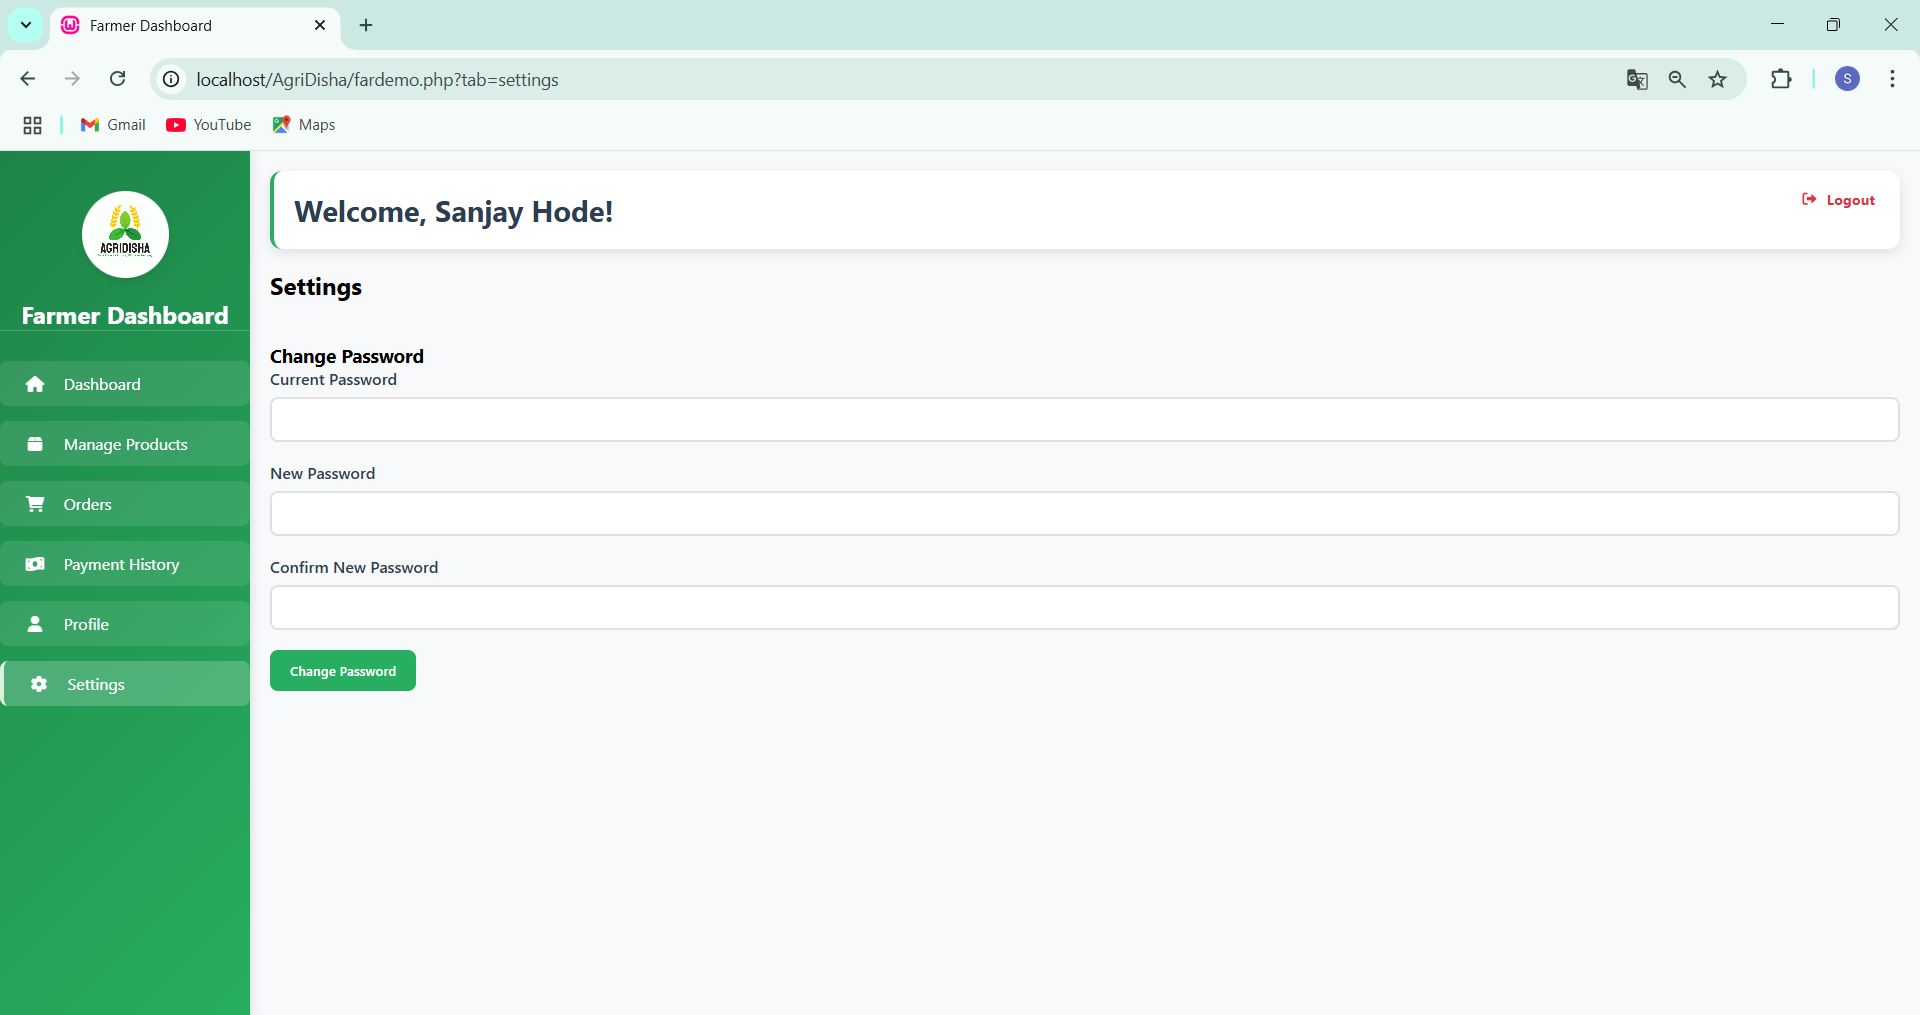 Farmer Dashboard
localhost/AgriDisha/fardemo.php?tab=settings
S
Gmail YouTube Maps
AGRIDISHA
Farmer Dashboard
Dashboard
Manage Products
Orders
Payment History
Profile
Settings
Welcome, Sanjay Hode!
Logout
Settings
Change Password
Current Password
New Password
Confirm New Password
Change Password